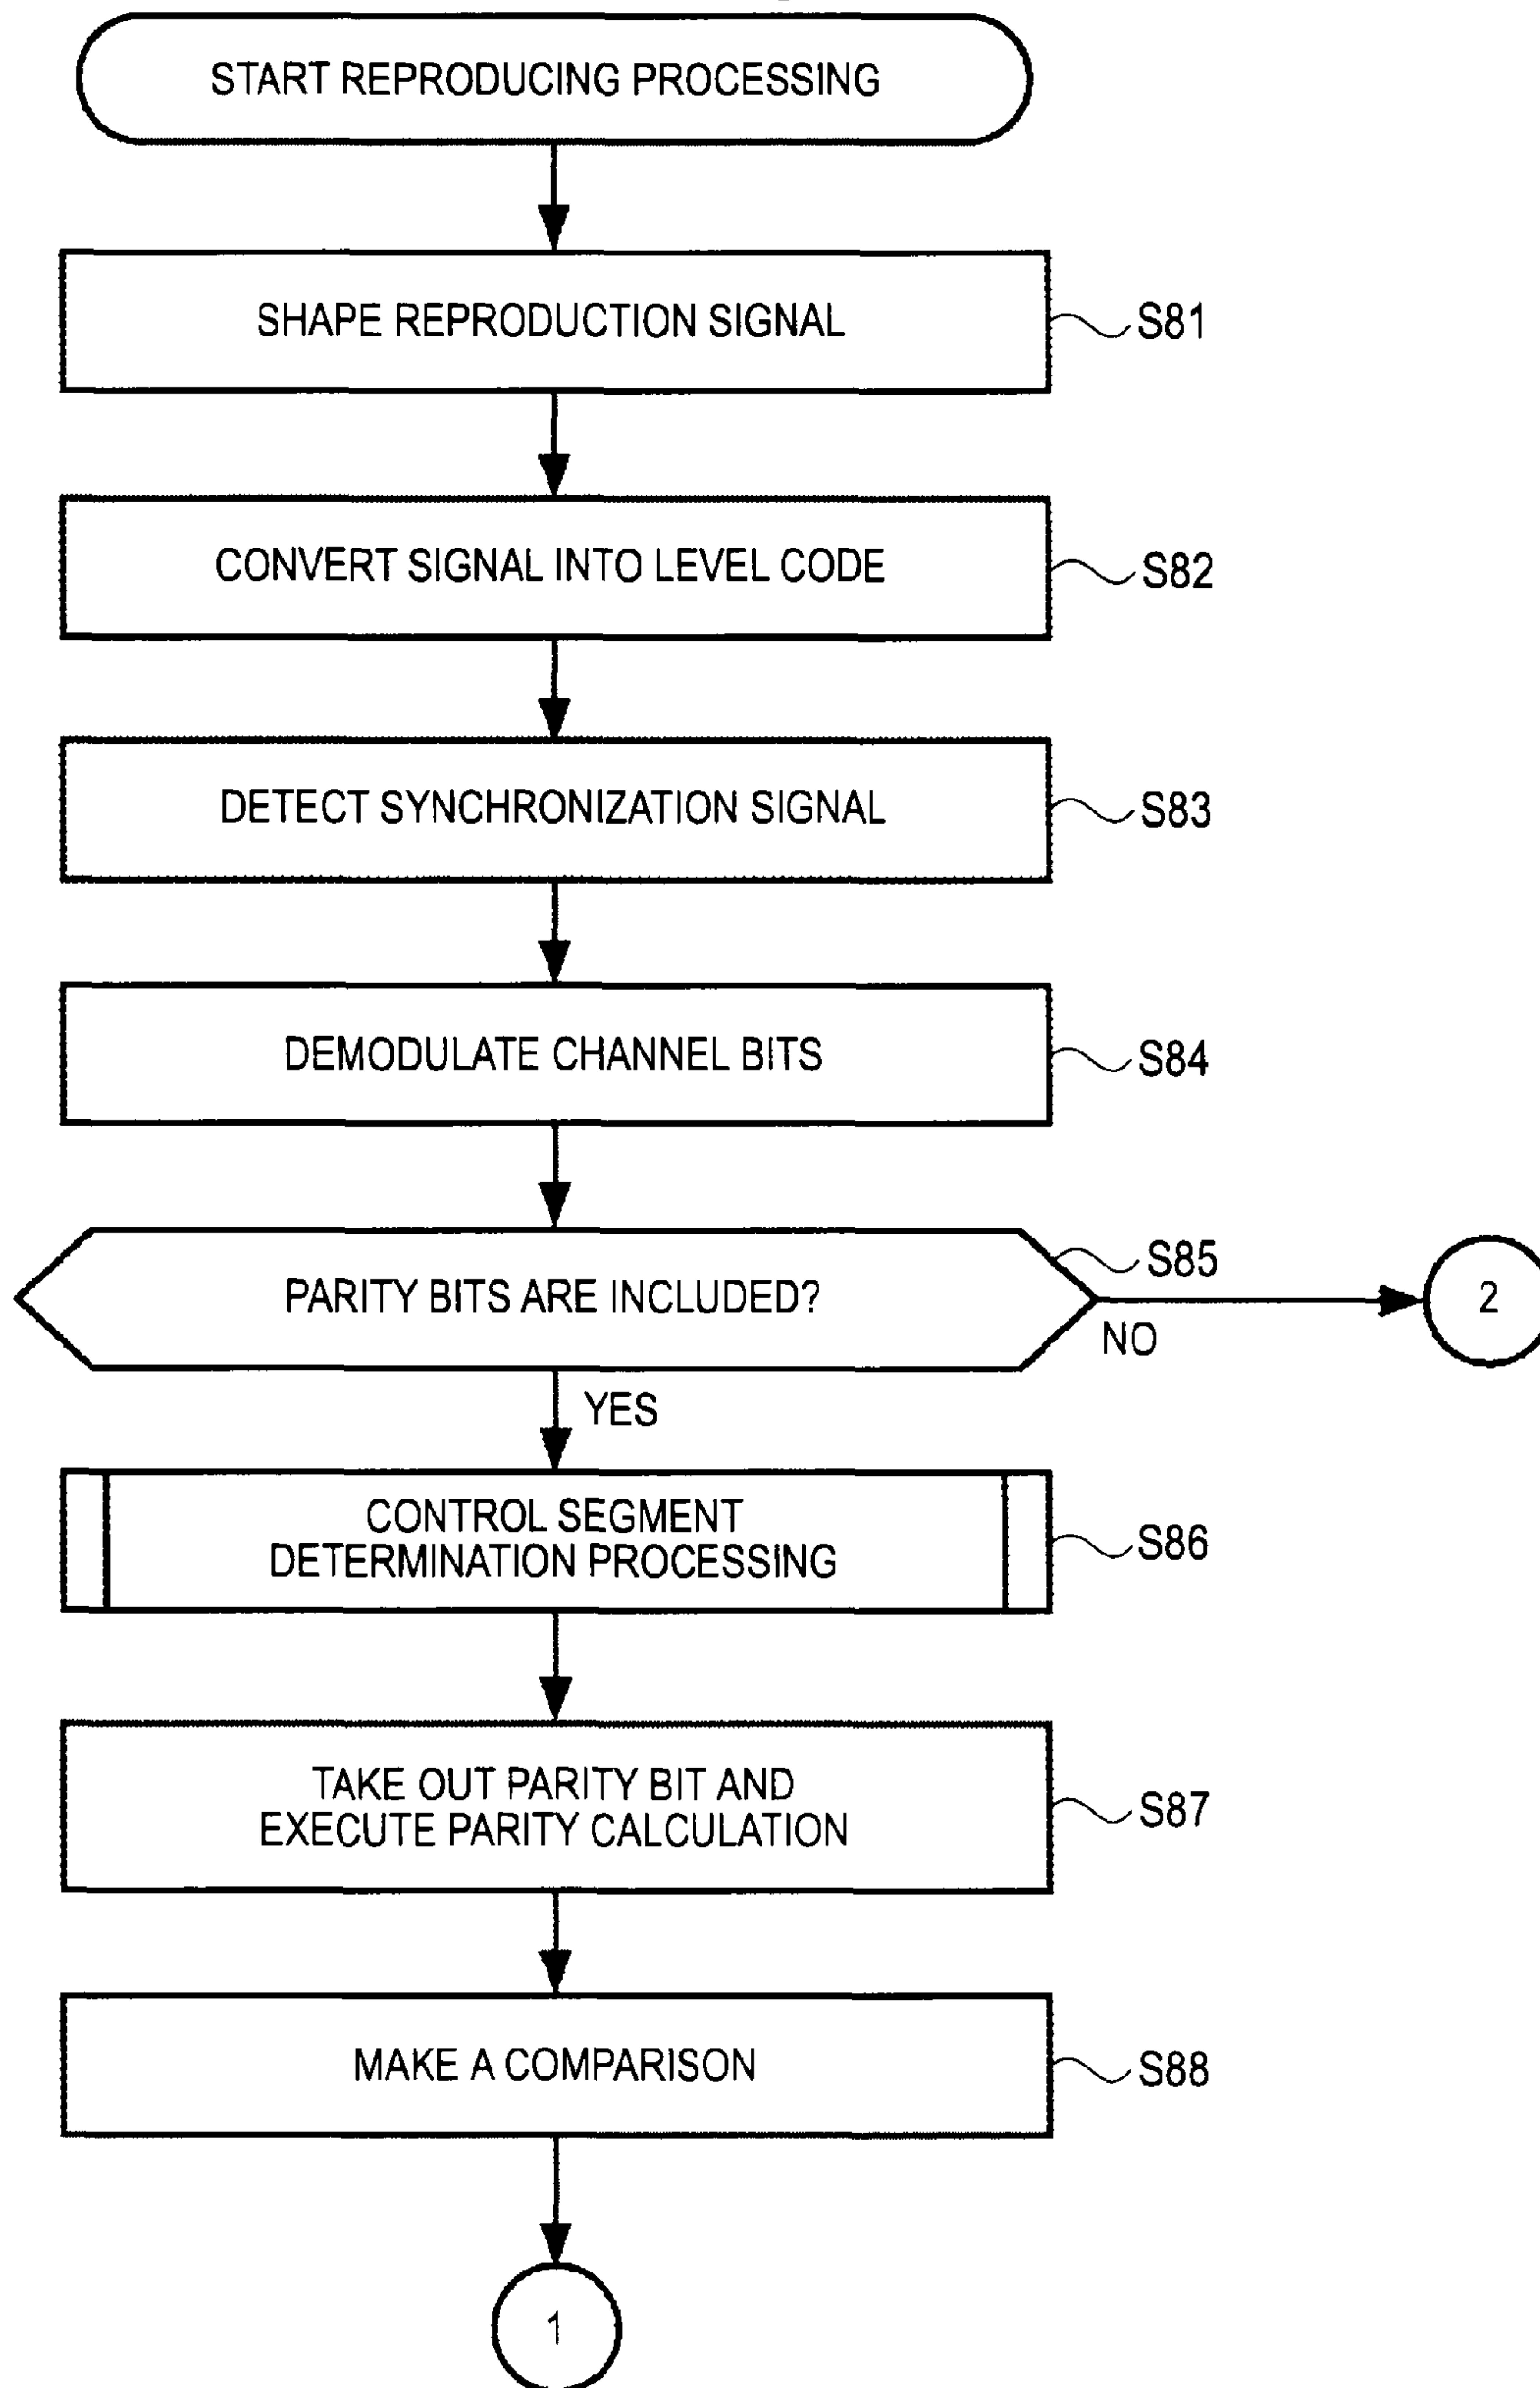 START REPRODUCING PROCESSING
SHAPE REPRODUCTION SIGNAL
S81
CONVERT SIGNAL INTO LEVEL CODE
S82
DETECT SYNCHRONIZATION SIGNAL
S83
DEMODULATE CHANNEL BITS
S84
PARITY BITS ARE INCLUDED?
S85
NO
2
YES
CONTROL SEGMENT
DETERMINATION PROCESSING
S86
TAKE OUT PARITY BIT AND
EXECUTE PARITY CALCULATION
S87
MAKE A COMPARISON
S88
1